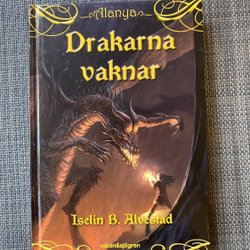 Alanya
Drakarna
vaknar
Iselin B. Alvestad
rabén&sjögren